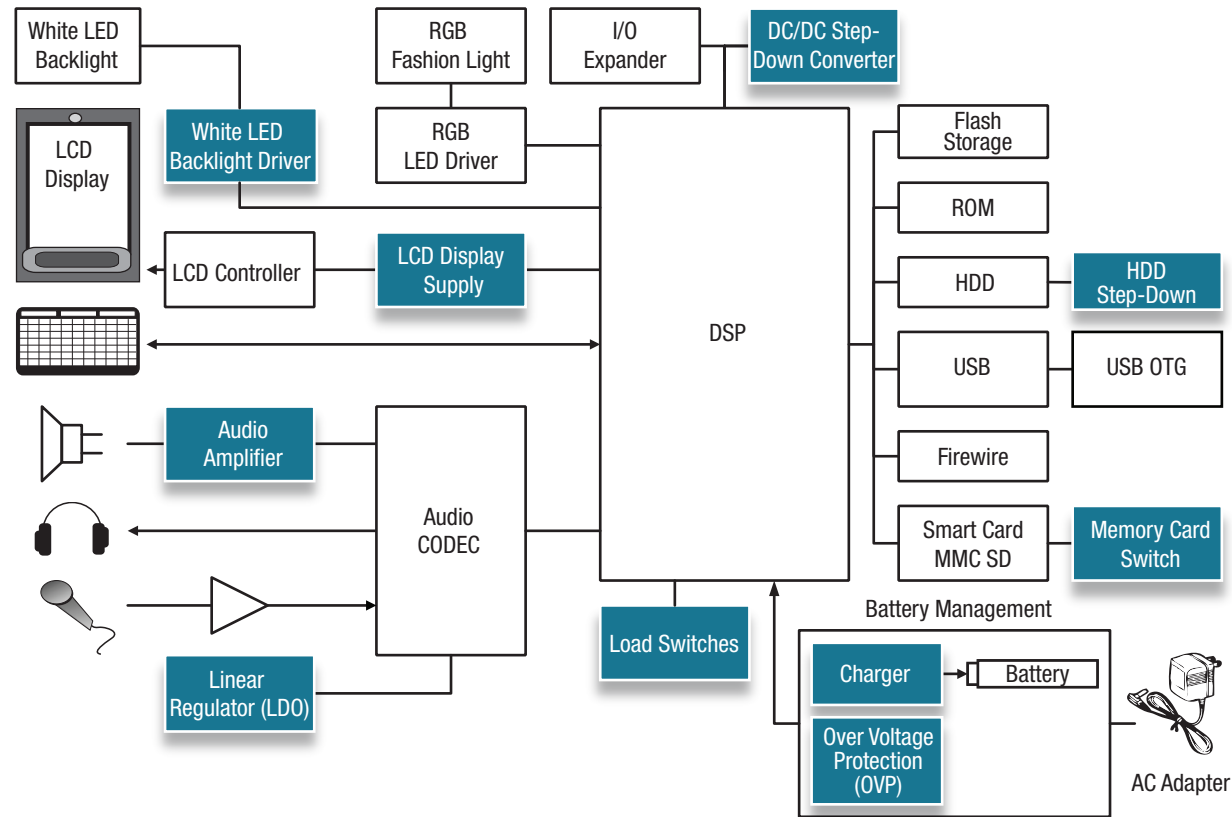 White LED
Backlight
RGB
Fashion Light
I/O
Expander
DC/DC Step-
Down Converter
LCD
Display
White LED
Backlight Driver
RGB
LED Driver
Flash
Storage
ROM
LCD Controller
LCD Display
Supply
DSP
HDD
HDD
Step-Down
USB
USB OTG
Audio
Amplifier
Firewire
Audio
CODEC
Smart Card
MMC SD
Memory Card
Switch
Battery Management
Load Switches
Linear
Regulator (LDO)
Charger
Battery
Over Voltage
Protection
(OVP)
AC Adapter